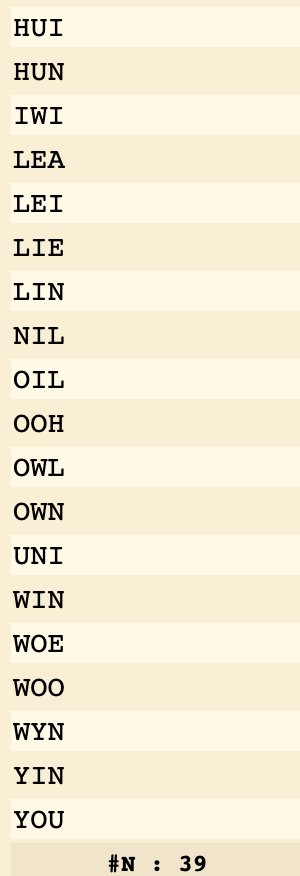 HUI
HUN
IWI
LEA
LEI
LIE
LIN
NIL
OIL
OOH
OWL
OWN
UNI
WIN
WOE
WOO
WYN
YIN
YOU
#N : 39